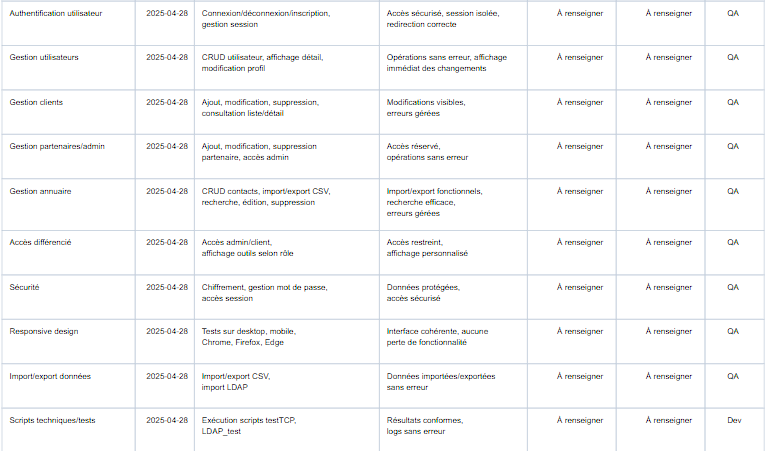 Authentification utilisateur 2025-04-28 Connexion/déconnexion/inscription, Accès sécurisé, session isolée, À renseigner À renseigner QA
gestion session redirection correcte
Gestion utilisateurs 2025-04-28 CRUD utilisateur, affichage détail, Opérations sans erreur, affichage À renseigner À renseigner QA
modification profil immédiat des changements
Gestion clients 2025-04-28 Ajout, modification, suppression, Modifications visibles, À renseigner À renseigner QA
consultation liste/détail erreurs gérées
Gestion partenaires/admin 2025-04-28 Ajout, modification, suppression Accès réservé, À renseigner À renseigner QA
partenaire, accès admin opérations sans erreur
Gestion annuaire 2025-04-28 CRUD contacts, import/export CSV, Import/export fonctionnels, À renseigner À renseigner QA
recherche, édition, suppression recherche efficace,
erreurs gérées
Accès différencié 2025-04-28 Accès admin/client, Accès restreint, À renseigner À renseigner QA
affichage outils selon rôle affichage personnalisé
Sécurité 2025-04-28 Chiffrement, gestion mot de passe, Données protégées, À renseigner À renseigner QA
accès session accès sécurisé
Responsive design 2025-04-28 Tests sur desktop, mobile, Interface cohérente, aucune À renseigner À renseigner QA
Chrome, Firefox, Edge perte de fonctionnalité
Import/export données 2025-04-28 Import/export CSV, Données importées/exportées À renseigner À renseigner QA
import LDAP sans erreur
Scripts techniques/tests 2025-04-28 Exécution scripts testTCP, Résultats conformes, À renseigner À renseigner Dev
LDAP_test logs sans erreur